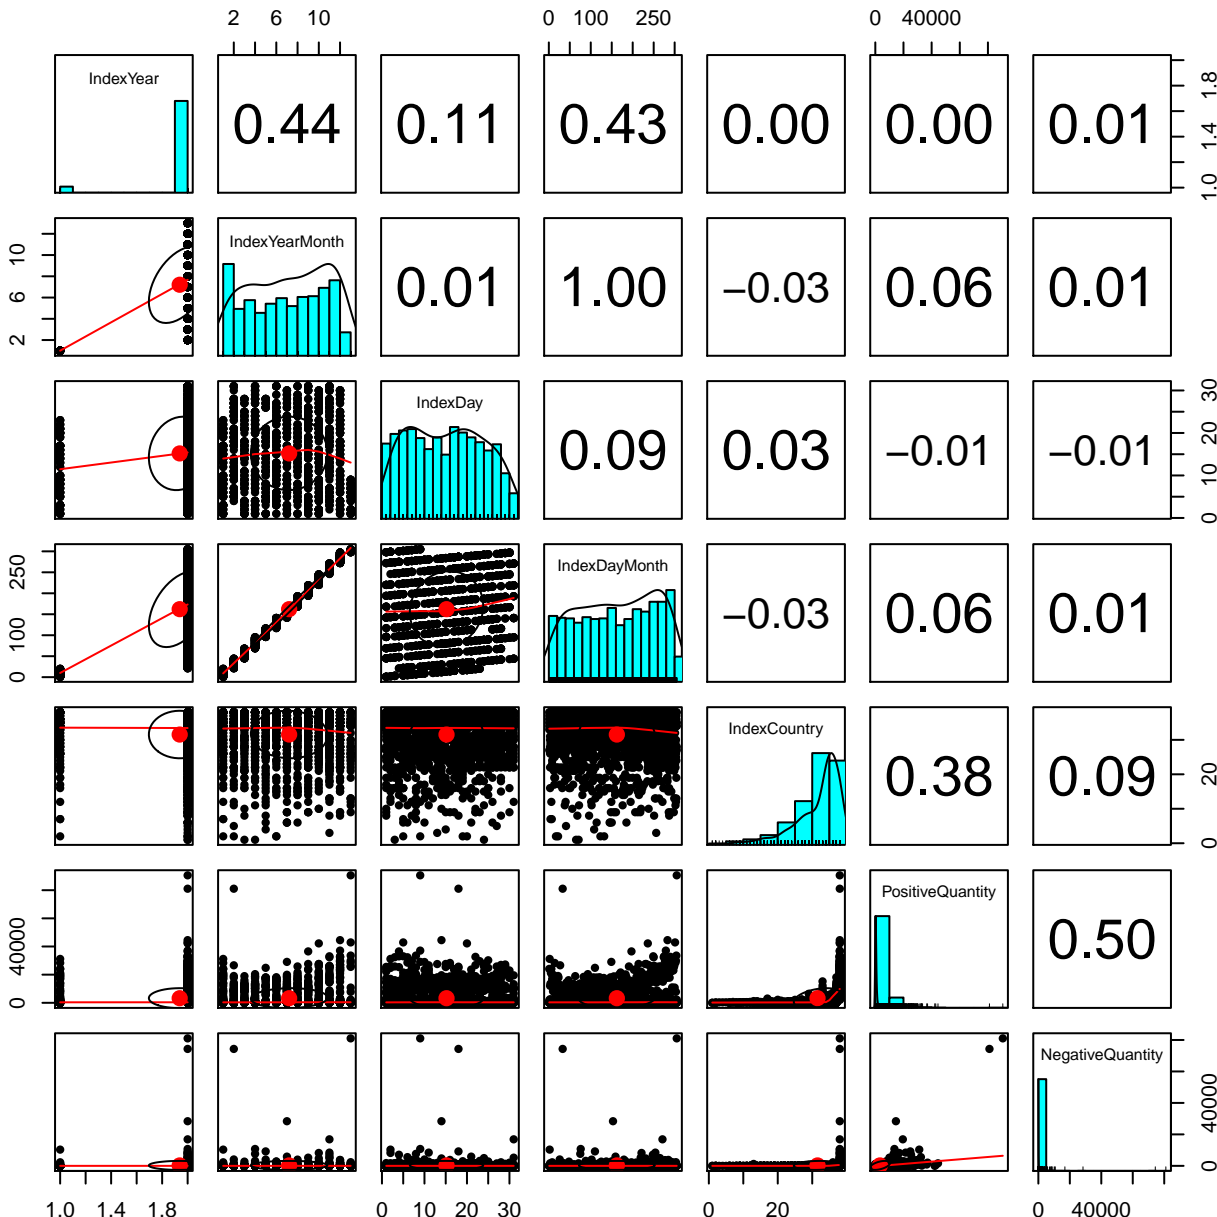 2 6 10 0 100 250 0 40000
IndexYear 0.44 0.11 0.43 0.00 0.00 0.01 1.0 1.4 1.8
2 6 10 IndexYearMonth 0.01 1.00 −0.03 0.06 0.01
IndexDay 0.09 0.03 −0.01 −0.01 0 10 20 30
0 100 250 IndexDayMonth −0.03 0.06 0.01
IndexCountry 0.38 0.09 0 20
0 40000 PositiveQuantity 0.50
NegativeQuantity 0 40000
1.0 1.4 1.8 0 10 20 30 0 20 0 40000